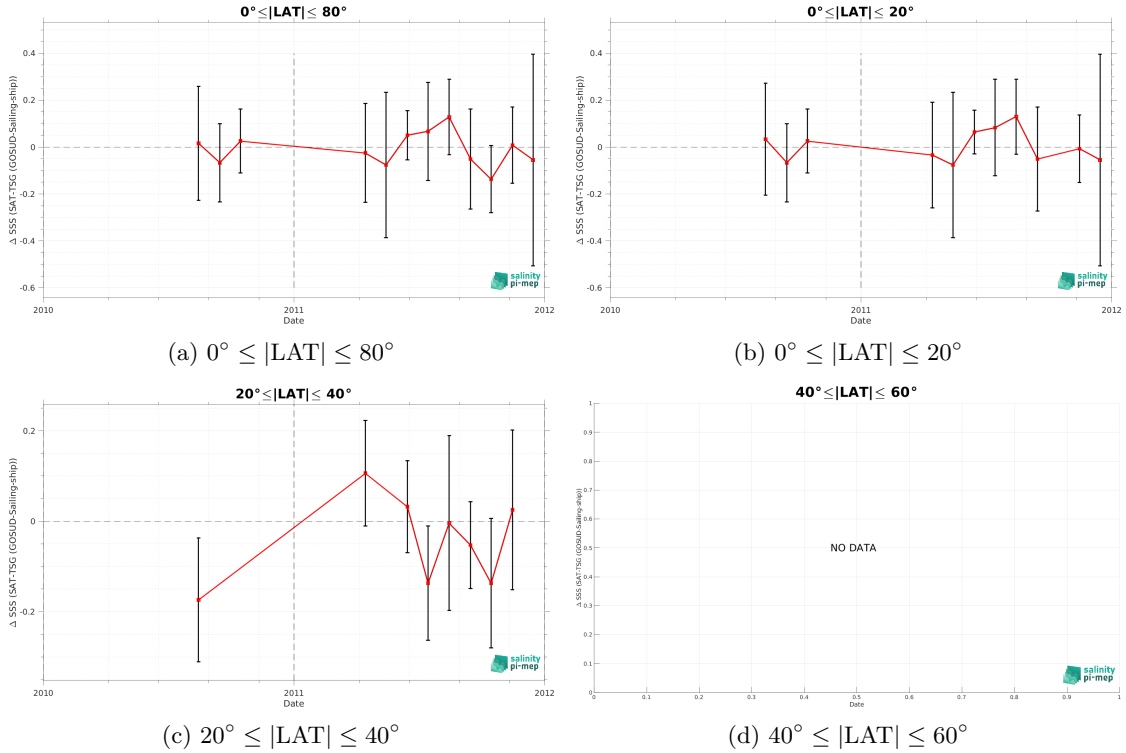 0°≤|LAT|≤ 80°
Δ SSS (SAT-TSG (GOSUD-Sailing-ship))
0.4
0.2
0
-0.2
-0.4
-0.6
2010
2011
2012
Date
salinity
pi-mep
(a) 0° ≤ |LAT| ≤ 80°
0°≤|LAT|≤ 20°
Δ SSS (SAT-TSG (GOSUD-Sailing-ship))
0.4
0.2
0
-0.2
-0.4
-0.6
2010
2011
2012
Date
salinity
pi-mep
(b) 0° ≤ |LAT| ≤ 20°
20°≤|LAT|≤ 40°
Δ SSS (SAT-TSG (GOSUD-Sailing-ship))
0.2
0
-0.2
2010
2011
2012
Date
salinity
pi-mep
(c) 20° ≤ |LAT| ≤ 40°
40°≤|LAT|≤ 60°
Δ SSS (SAT-TSG (GOSUD-Sailing-ship))
1
0.9
0.8
0.7
0.6
0.5
0.4
0.3
0.2
0.1
0
NO DATA
0
0.1
0.2
0.3
0.4
0.5
0.6
0.7
0.8
0.9
1
Date
salinity
pi-mep
(d) 40° ≤ |LAT| ≤ 60°